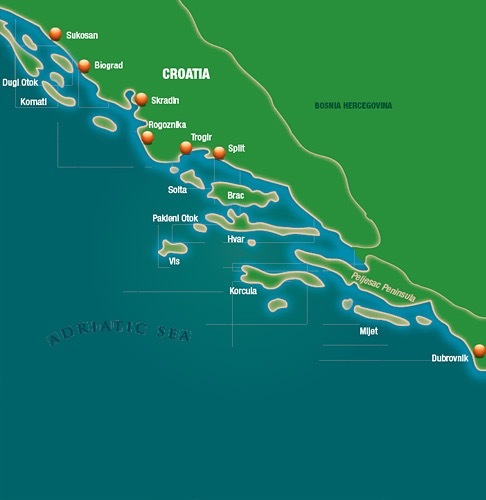 Sukosan
Biograd
CROATIA
Dugi Otok
Skradin
Kornati
BOSNIA HERCEGOVINA
Rogoznika
Trogir
Split
Solta
Brac
Pakleni Otok
Hvar
Vis
Peljesac Peninsula
Korcula
Mljet
ADRIATIC SEA
Dubrovnik